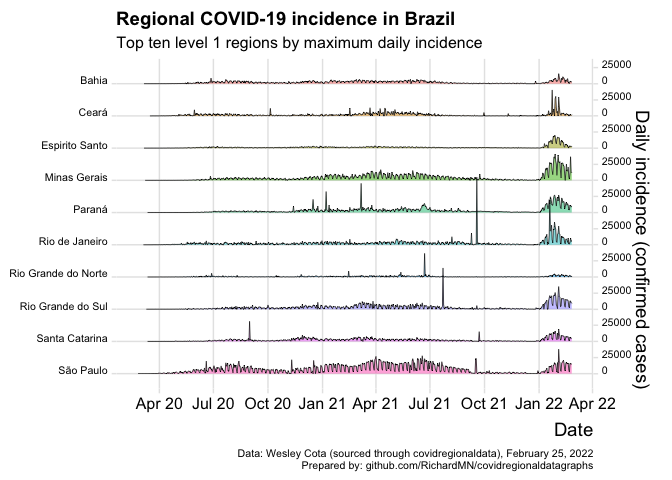 Regional COVID-19 incidence in Brazil
Top ten level 1 regions by maximum daily incidence
Bahia
25000
0
Ceará
25000
0
Espirito Santo
25000
0
Minas Gerais
25000
0
Paraná
25000
0
Rio de Janeiro
25000
0
Rio Grande do Norte
25000
0
Rio Grande do Sul
25000
0
Santa Catarina
25000
0
São Paulo
25000
0
Daily incidence (confirmed cases)
Apr 20 Jul 20 Oct 20 Jan 21 Apr 21 Jul 21 Oct 21 Jan 22 Apr 22
Date
Data: Wesley Cota (sourced through covidregionaldata), February 25, 2022
Prepared by: github.com/RichardMN/covidregionaldatagraphs